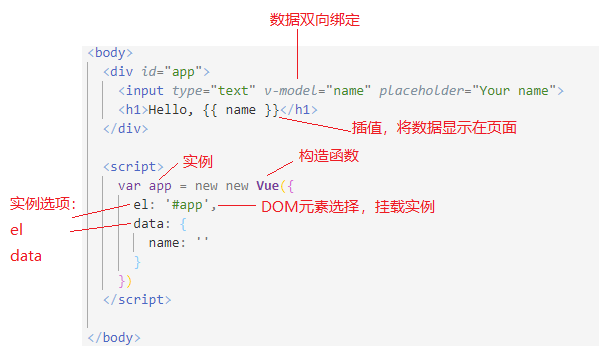 数据双向绑定
<body>
<div id="app">
<input type="text" v-model="name" placeholder="Your name">
<h1>Hello, {{ name }}</h1>
</div>
插值，将数据显示在页面
构造函数
<script>
实例
var app = new new Vue({
实例选项：
el: '#app',
DOM元素选择，挂载实例
el
data: {
data
name: ''
}
})
</script>
</body>